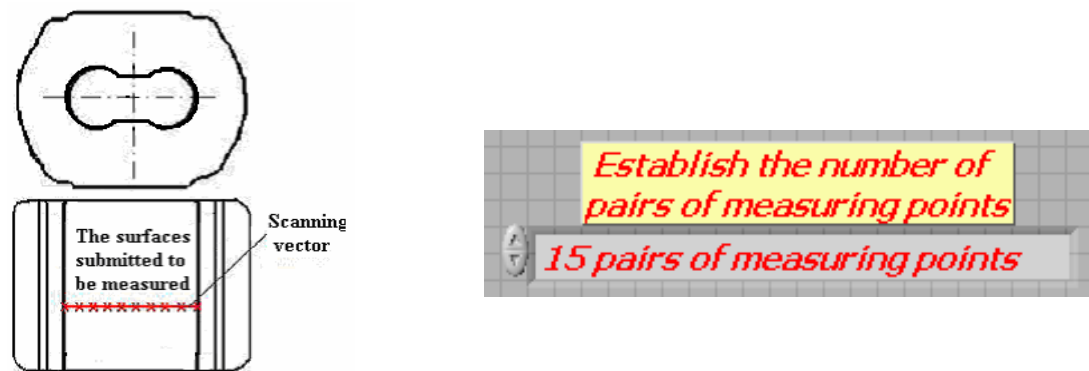 The surfaces
submitted to
be measured
Scanning
vector
Establish the number of
pairs of measuring points
15 pairs of measuring points